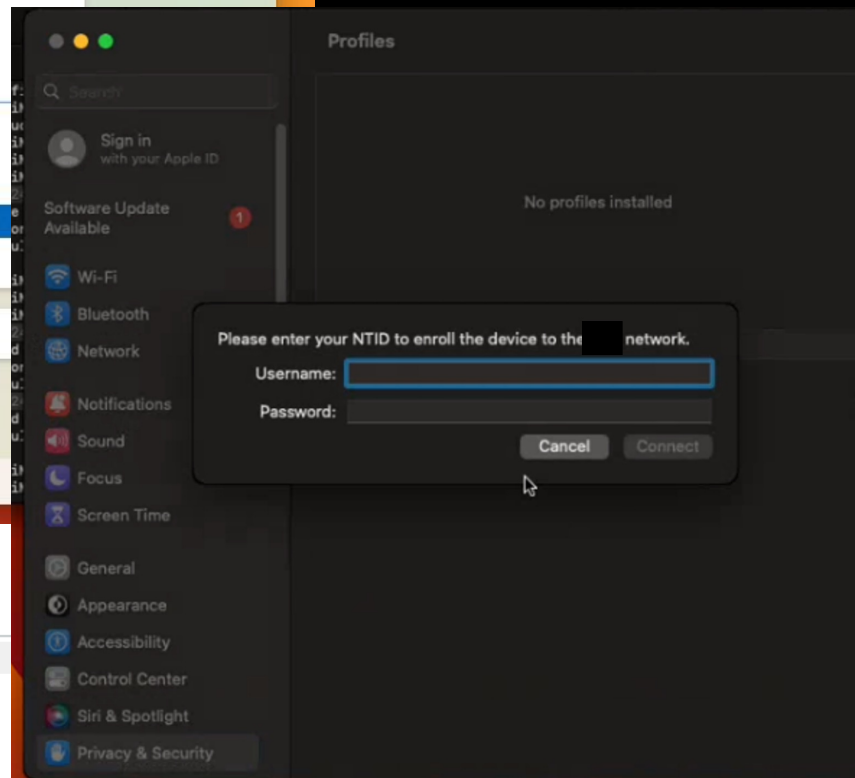 Profiles
Search
Sign in
with your Apple ID
Software Update
Available
1
No profiles installed
Wi-Fi
Bluetooth
Network
Notifications
Sound
Focus
Screen Time
General
Appearance
Accessibility
Control Center
Siri & Spotlight
Privacy & Security
Please enter your NTID to enroll the device to the network.
Username:
Password:
Cancel
Connect